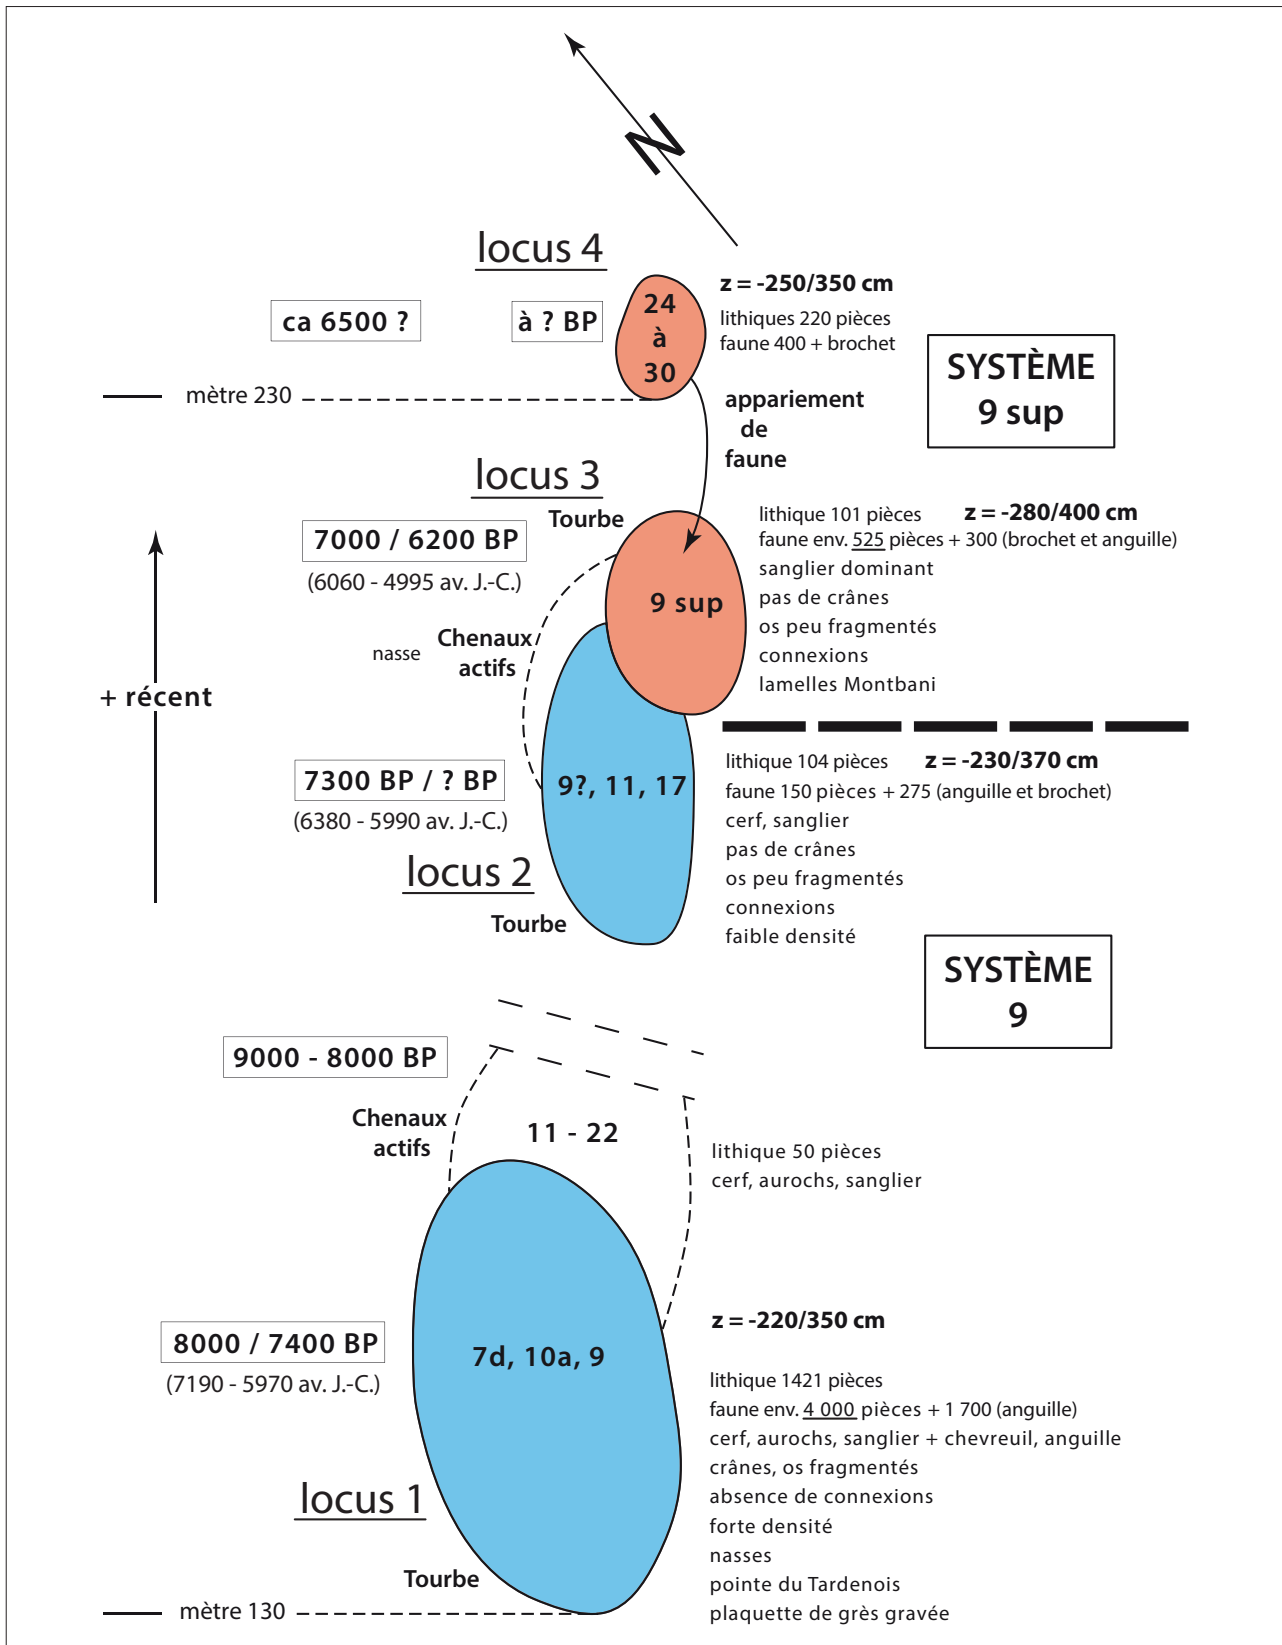 N
locus 4
z = -250/350 cm
ca 6500 ?
à ? BP
24
à
30
lithiques 220 pièces
faune 400 + brochet
SYSTÈME
9 sup
mètre 230
appariement
de
faune
locus 3
Tourbe
7000 / 6200 BP
(6060 - 4995 av. J.-C.)
lithique 101 pièces z = -280/400 cm
faune env. 525 pièces + 300 (brochet et anguille)
sanglier dominant
pas de crânes
os peu fragmentés
connexions
lamelles Montbani
9 sup
nasse
Chenaux
actifs
+ récent
7300 BP / ? BP
(6380 - 5990 av. J.-C.)
9?, 11, 17
lithique 104 pièces z = -230/370 cm
faune 150 pièces + 275 (anguille et brochet)
cerf, sanglier
pas de crânes
os peu fragmentés
connexions
faible densité
locus 2
Tourbe
SYSTÈME
9
9000 - 8000 BP
Chenaux
actifs
11 - 22
lithique 50 pièces
cerf, aurochs, sanglier
z = -220/350 cm
8000 / 7400 BP
(7190 - 5970 av. J.-C.)
7d, 10a, 9
lithique 1421 pièces
faune env. 4 000 pièces + 1 700 (anguille)
cerf, aurochs, sanglier + chevreuil, anguille
crânes, os fragmentés
absence de connexions
forte densité
nasses
pointe du Tardenois
plaquette de grès gravée
locus 1
Tourbe
mètre 130